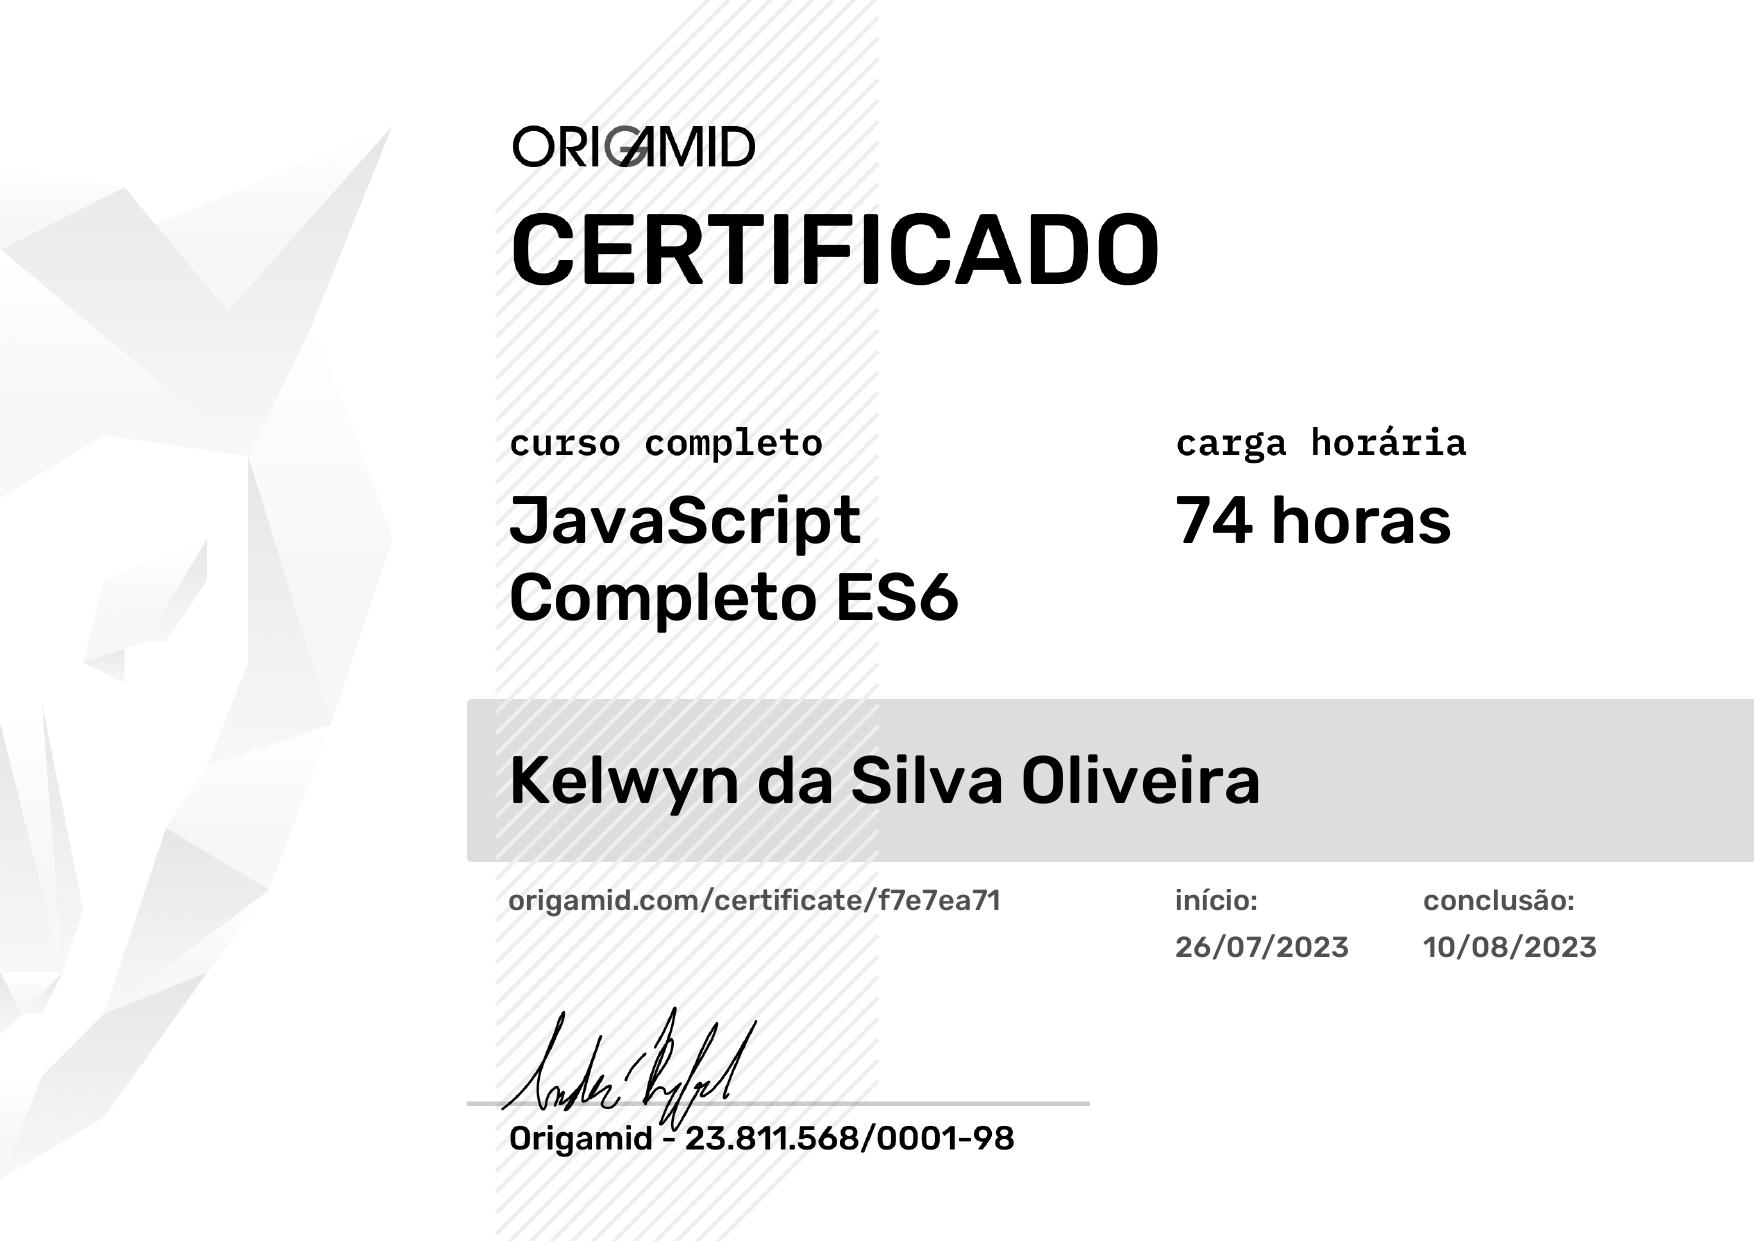 ORIGAMID
CERTIFICADO
curso completo
JavaScript
Completo ES6
carga horária
74 horas
Kelwyn da Silva Oliveira
origamid.com/certificate/f7e7ea71
início:
26/07/2023
conclusão:
10/08/2023
Origamid - 23.811.568/0001-98